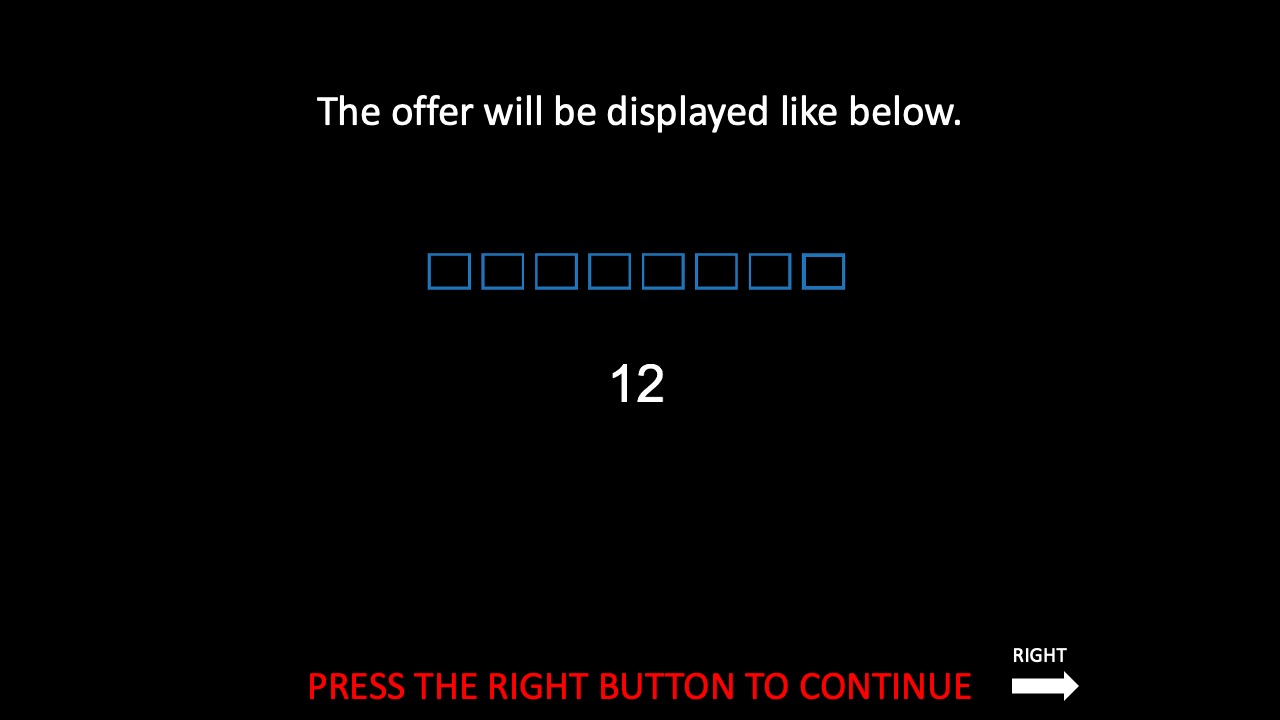 The offer will be displayed like below.
12
RIGHT
PRESS THE RIGHT BUTTON TO CONTINUE